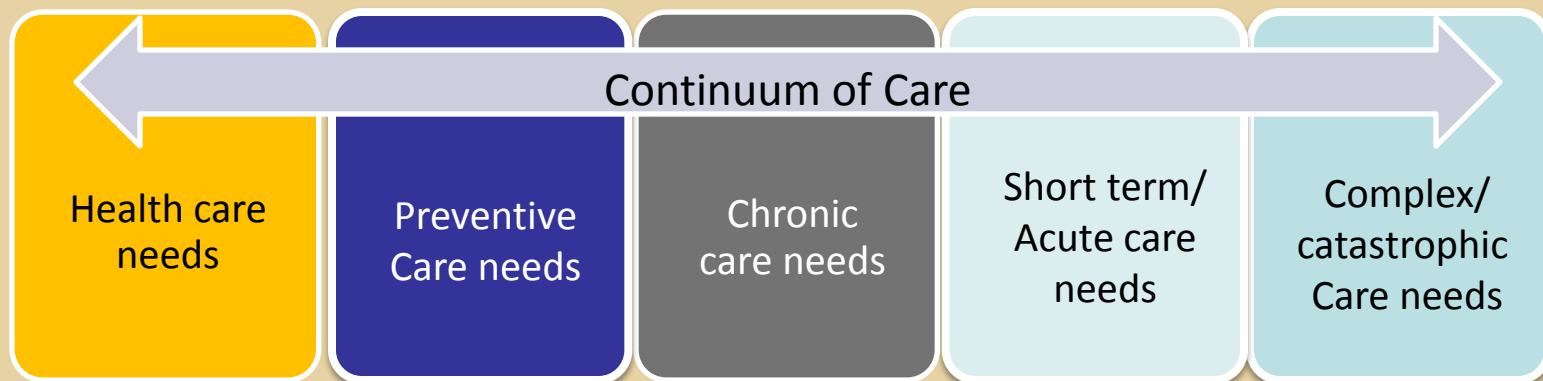 Continuum of Care
Health care
needs
Preventive
Care needs
Chronic
care needs
Short term/
Acute care
needs
Complex/
catastrophic
Care needs